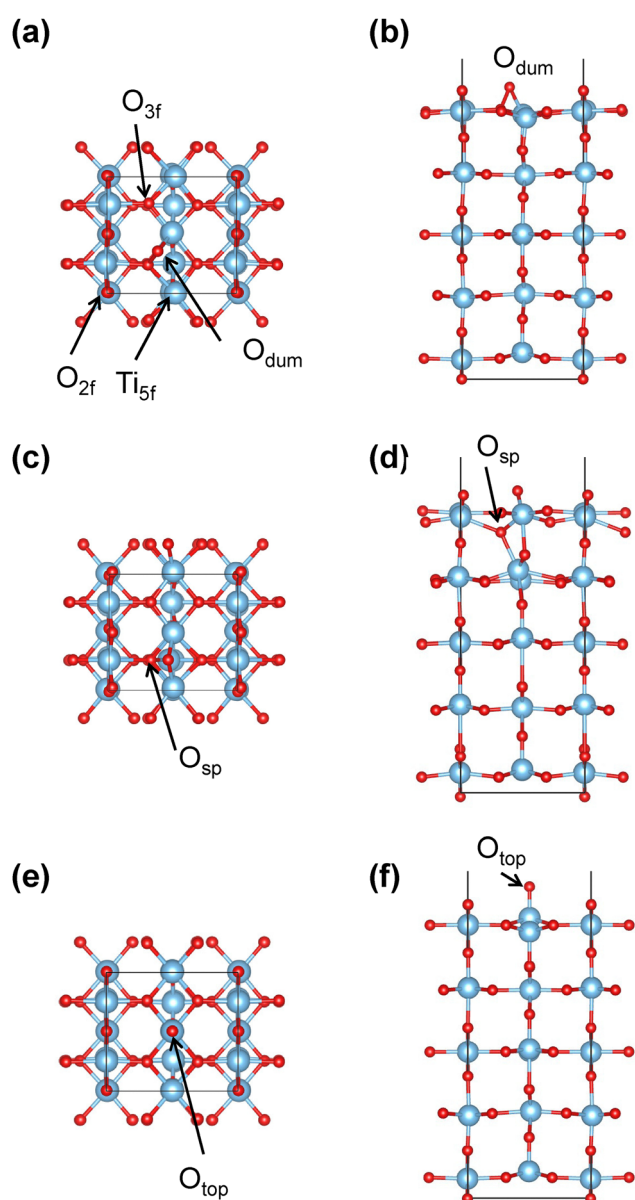 (a)
(b)
O3f
Odum
O2f
Ti5f
Odum
(c)
(d)
Osp
Osp
(e)
(f)
Otop
Otop